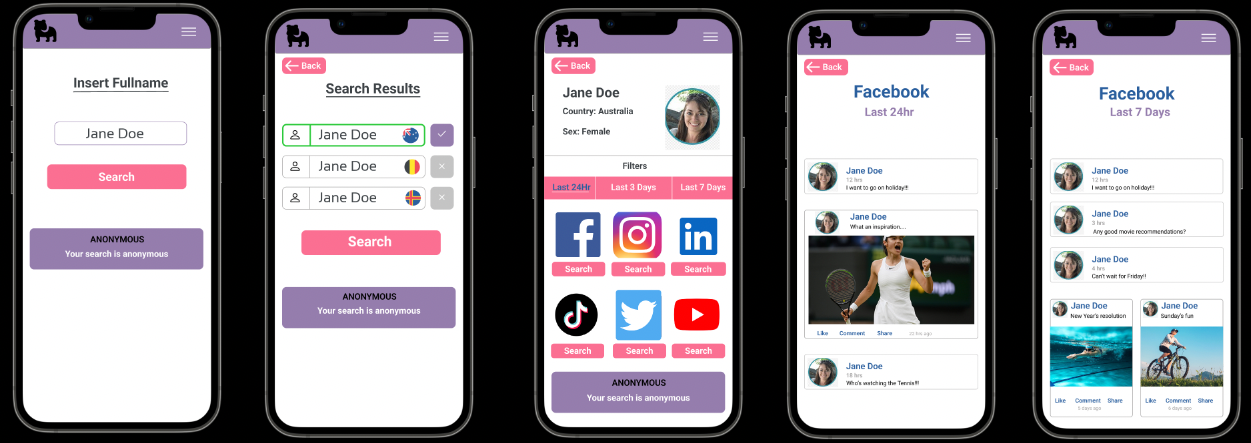 Insert Fullname
Jane Doe
Search
ANONYMOUS
Your search is anonymous
Back
Search Results
Jane Doe
Jane Doe
Jane Doe
Search
ANONYMOUS
Your search is anonymous
Back
Jane Doe
Country: Australia
Sex: Female
Filters
Last 24Hr Last 3 Days Last 7 Days
f in
Search Search Search
Search Search Search
ANONYMOUS
Your search is anonymous
Back
Facebook
Last 24hr
Jane Doe
12 hrs
I want to go on holiday!!!
Jane Doe
What an inspiration....
Like Comment Share 22 hrs ago
Jane Doe
18 hrs
Who's watching the Tennis!!!
Back
Facebook
Last 7 Days
Jane Doe
12 hrs
I want to go on holiday!!!
Jane Doe
3 hrs
Any good movie recommendations?
Jane Doe
4 hrs
Can't wait for Friday!!
Jane Doe
New Year's resolution
Like Comment Share
5 days ago
Jane Doe
Sunday's fun
Like Comment Share
6 days ago